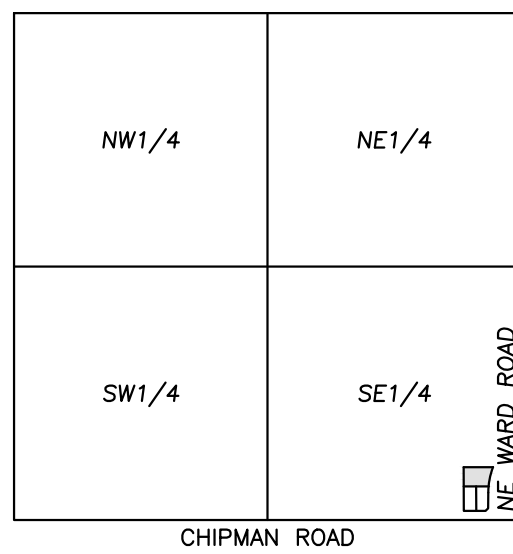 NW1/4
NE1/4
SW1/4
SE1/4
NE WARD ROAD
CHIPMAN ROAD